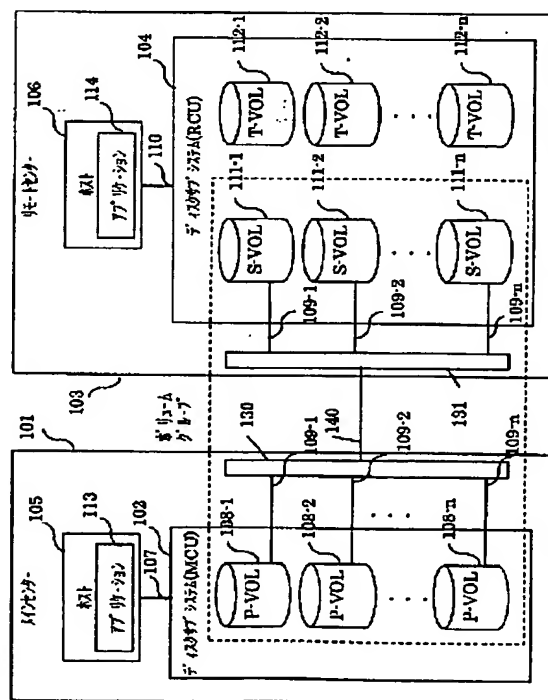 メインセンター
101
105
ホスト
113
アプリケーション
107
102
ディスクサブシステム(MCU)
P-VOL
108-1
P-VOL
108-2
P-VOL
108-n
109-1
109-2
109-n
130
ボリューム
グループ
140
リモートセンター
103
106
ホスト
114
アプリケーション
110
104
ディスクサブシステム(RCU)
131
109-1
109-2
109-n
S-VOL
111-1
S-VOL
111-2
S-VOL
111-n
T-VOL
112-1
T-VOL
112-2
T-VOL
112-n